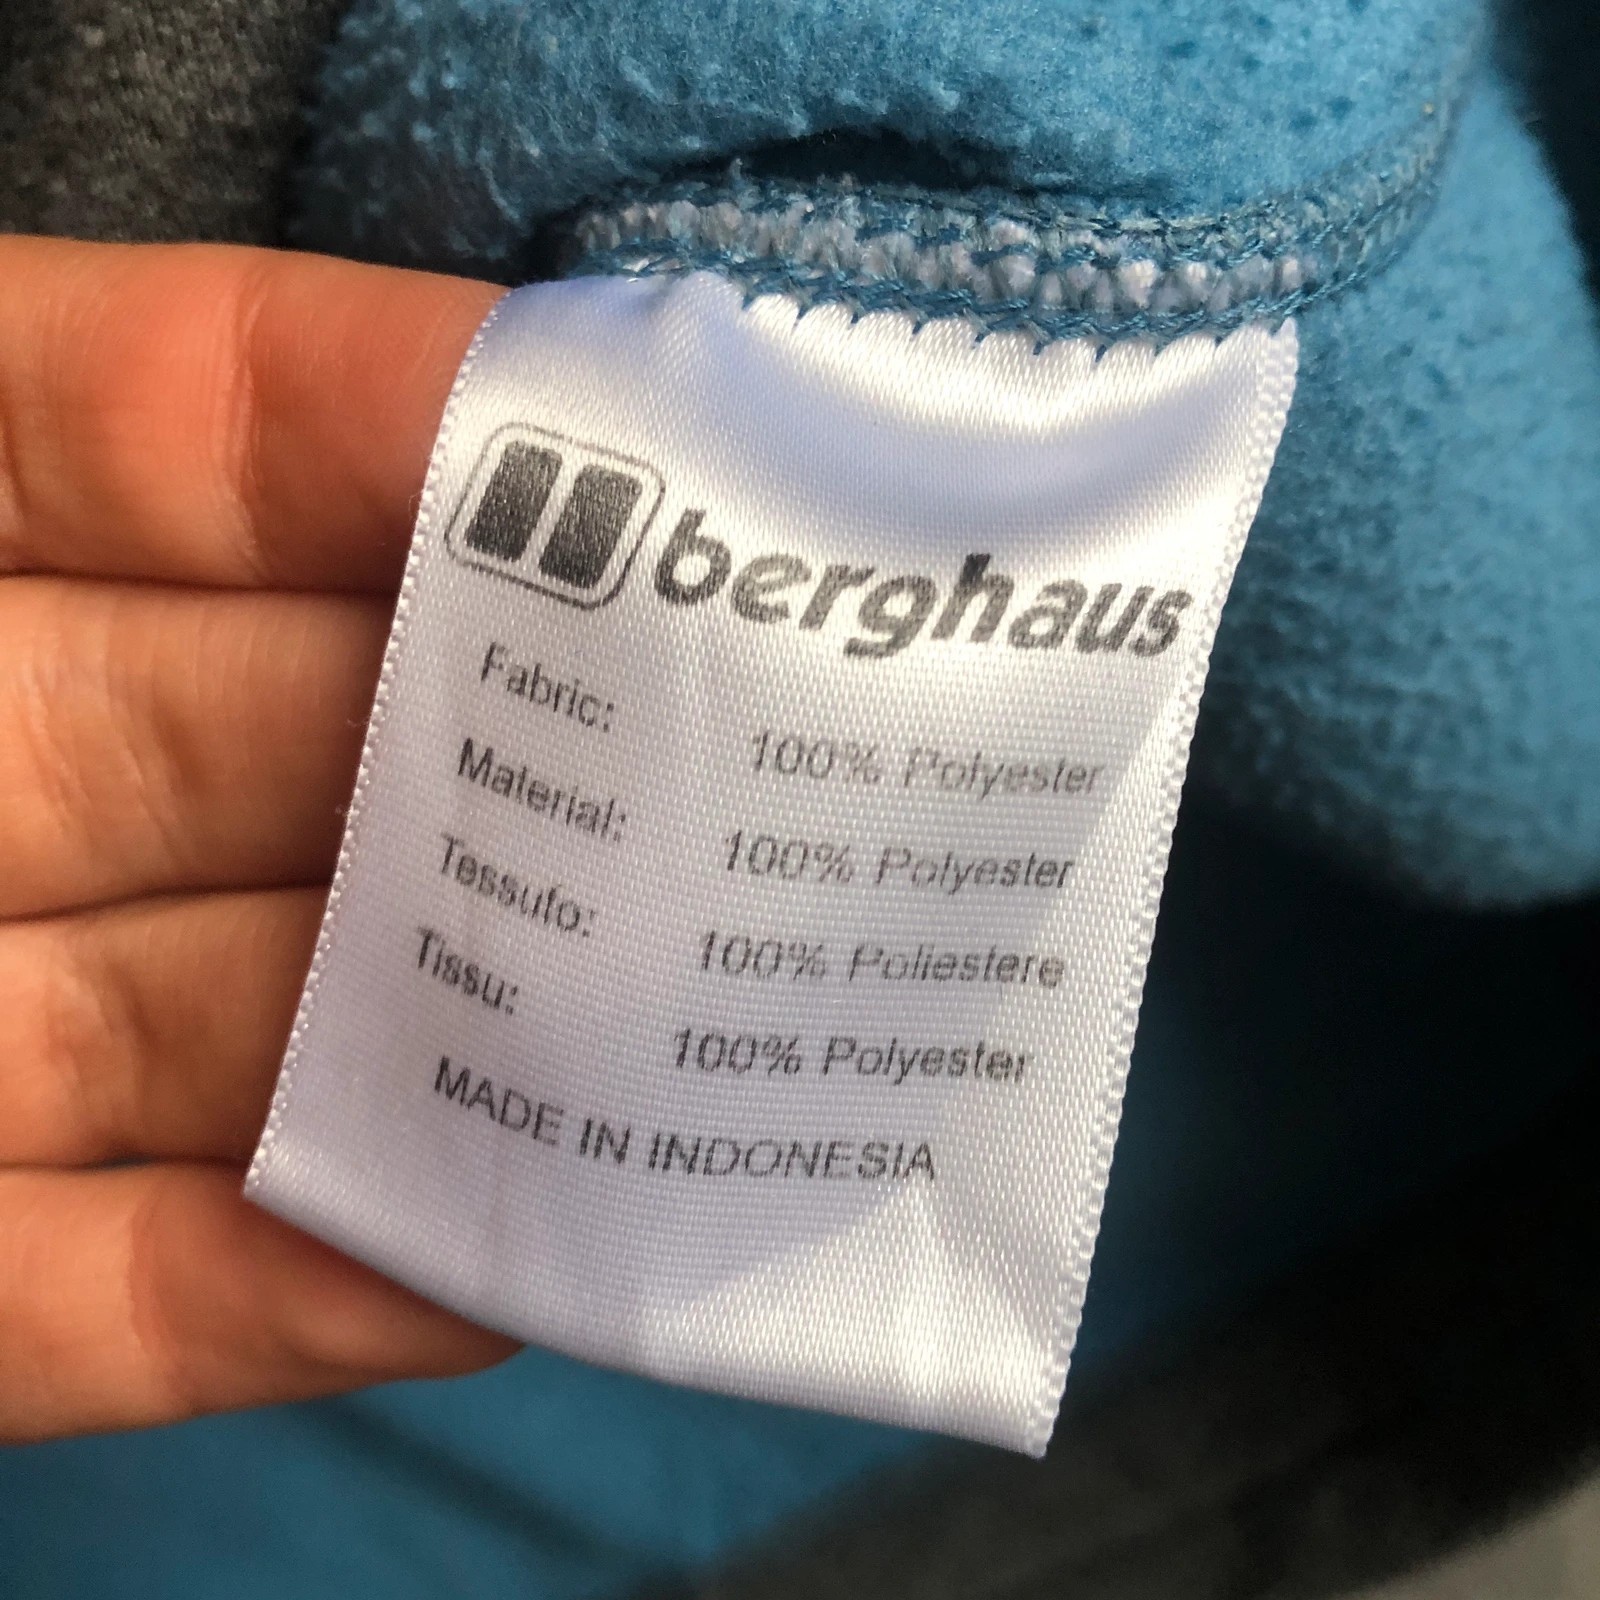 berghaus
Fabric: 100% Polyester
Material: 100% Polyester
Tessuto: 100% Poliestere
Tissu: 100% Polyester
MADE IN INDONESIA